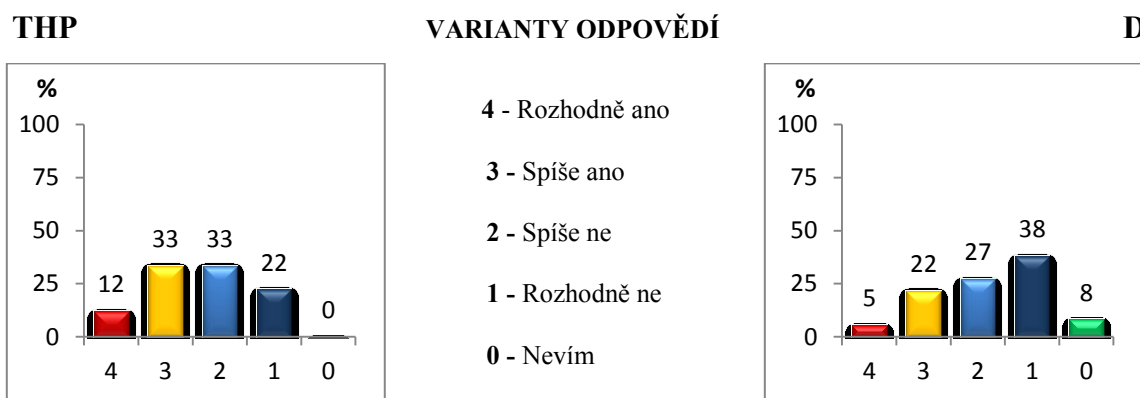 THP VARIANTY ODPOVĚDÍ D
%
100
75
50
25
0
12
33
33
22
0
4 3 2 1 0
4 - Rozhodně ano
3 - Spíše ano
2 - Spíše ne
1 - Rozhodně ne
0 - Nevím
%
100
75
50
25
0
5
22
27
38
8
4 3 2 1 0